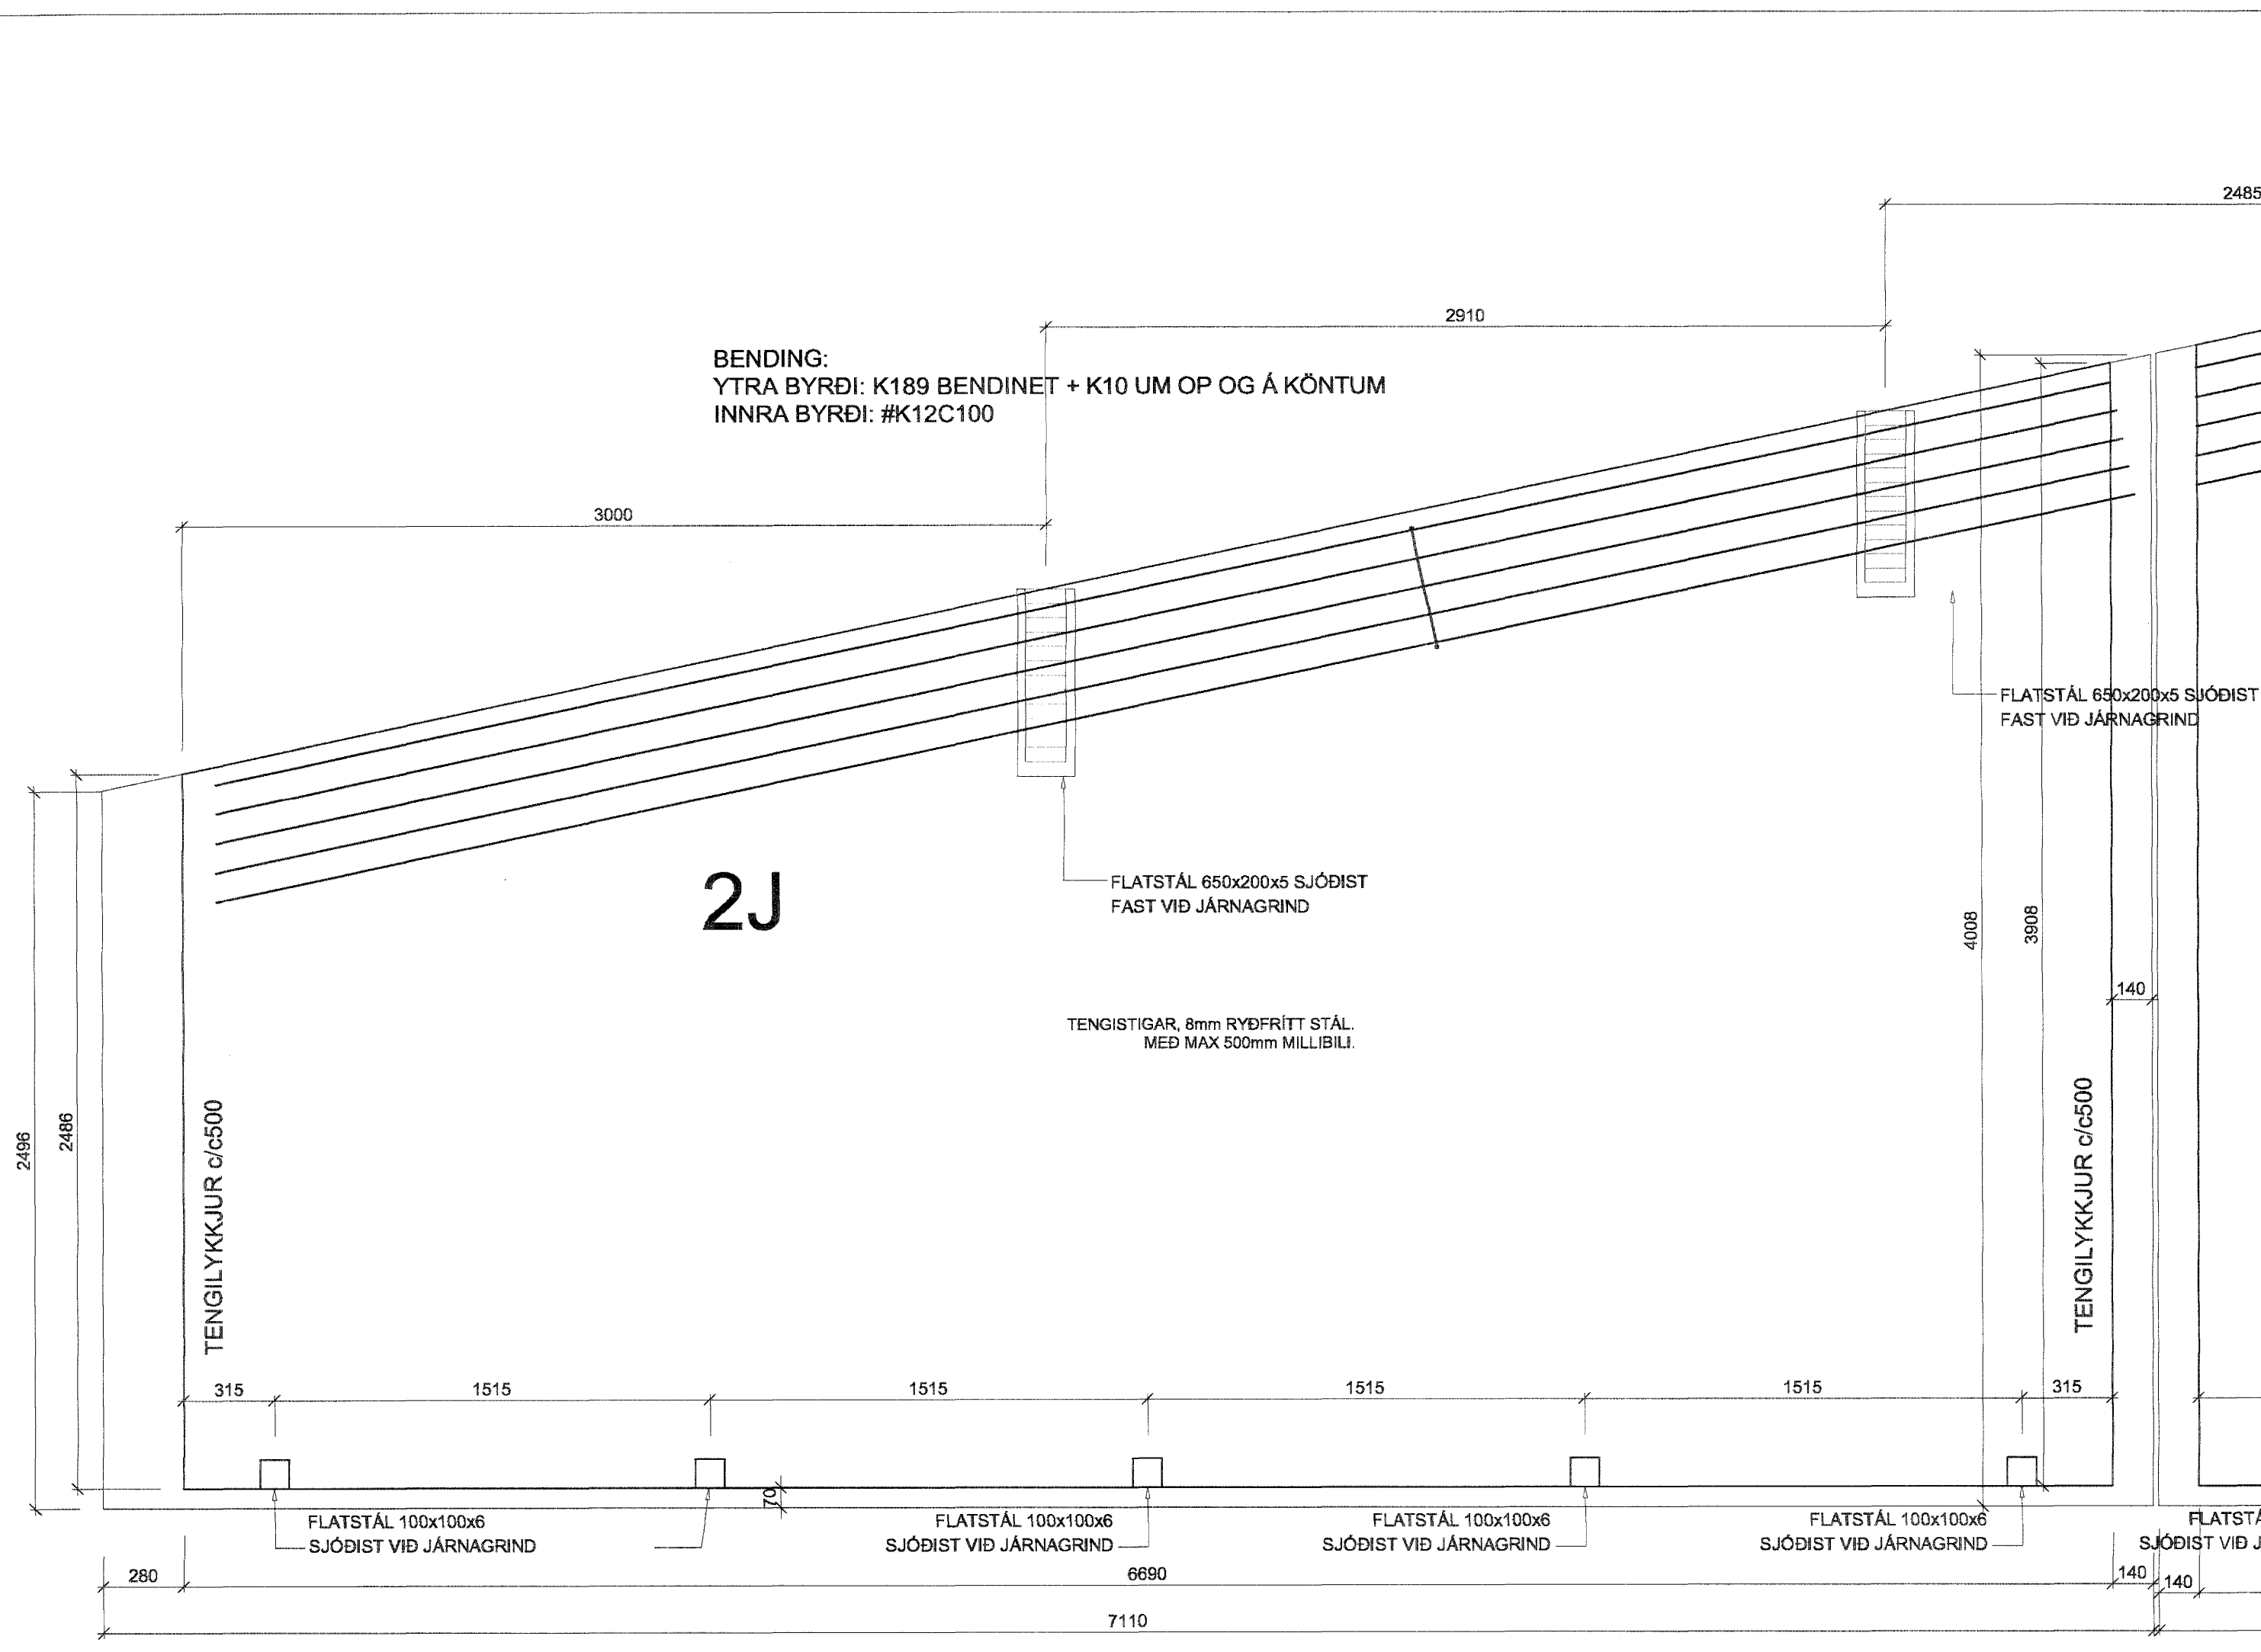 2485
2910
BENDING:
YTRA BYRÐI: K189 BENDINET + K10 UM OP OG Á KÖNTUM
INNRA BYRÐI: #K12C100
3000
FLATSTÁL 650x200x5 SJÓÐIST
FAST VIÐ JÁRNAGRIND
2J
FLATSTÁL 650x200x5 SJÓÐIST
FAST VIÐ JÁRNAGRIND
4008
3908
140
TENGISTIGAR, 8mm RYÐFRÍTT STÁL.
MEÐ MAX 500mm MILLIBILI.
2496
2486
TENGILYKKJUR c/c500
TENGILYKKJUR c/c500
315
1515
1515
1515
1515
315
70
FLATSTÁL 100x100x6
SJÓÐIST VIÐ JÁRNAGRIND
FLATSTÁL 100x100x6
SJÓÐIST VIÐ JÁRNAGRIND
FLATSTÁL 100x100x6
SJÓÐIST VIÐ JÁRNAGRIND
FLATSTÁL 100x100x6
SJÓÐIST VIÐ JÁRNAGRIND
FLATSTÁ
SJÓÐIST VIÐ J
280
6690
140
140
7110